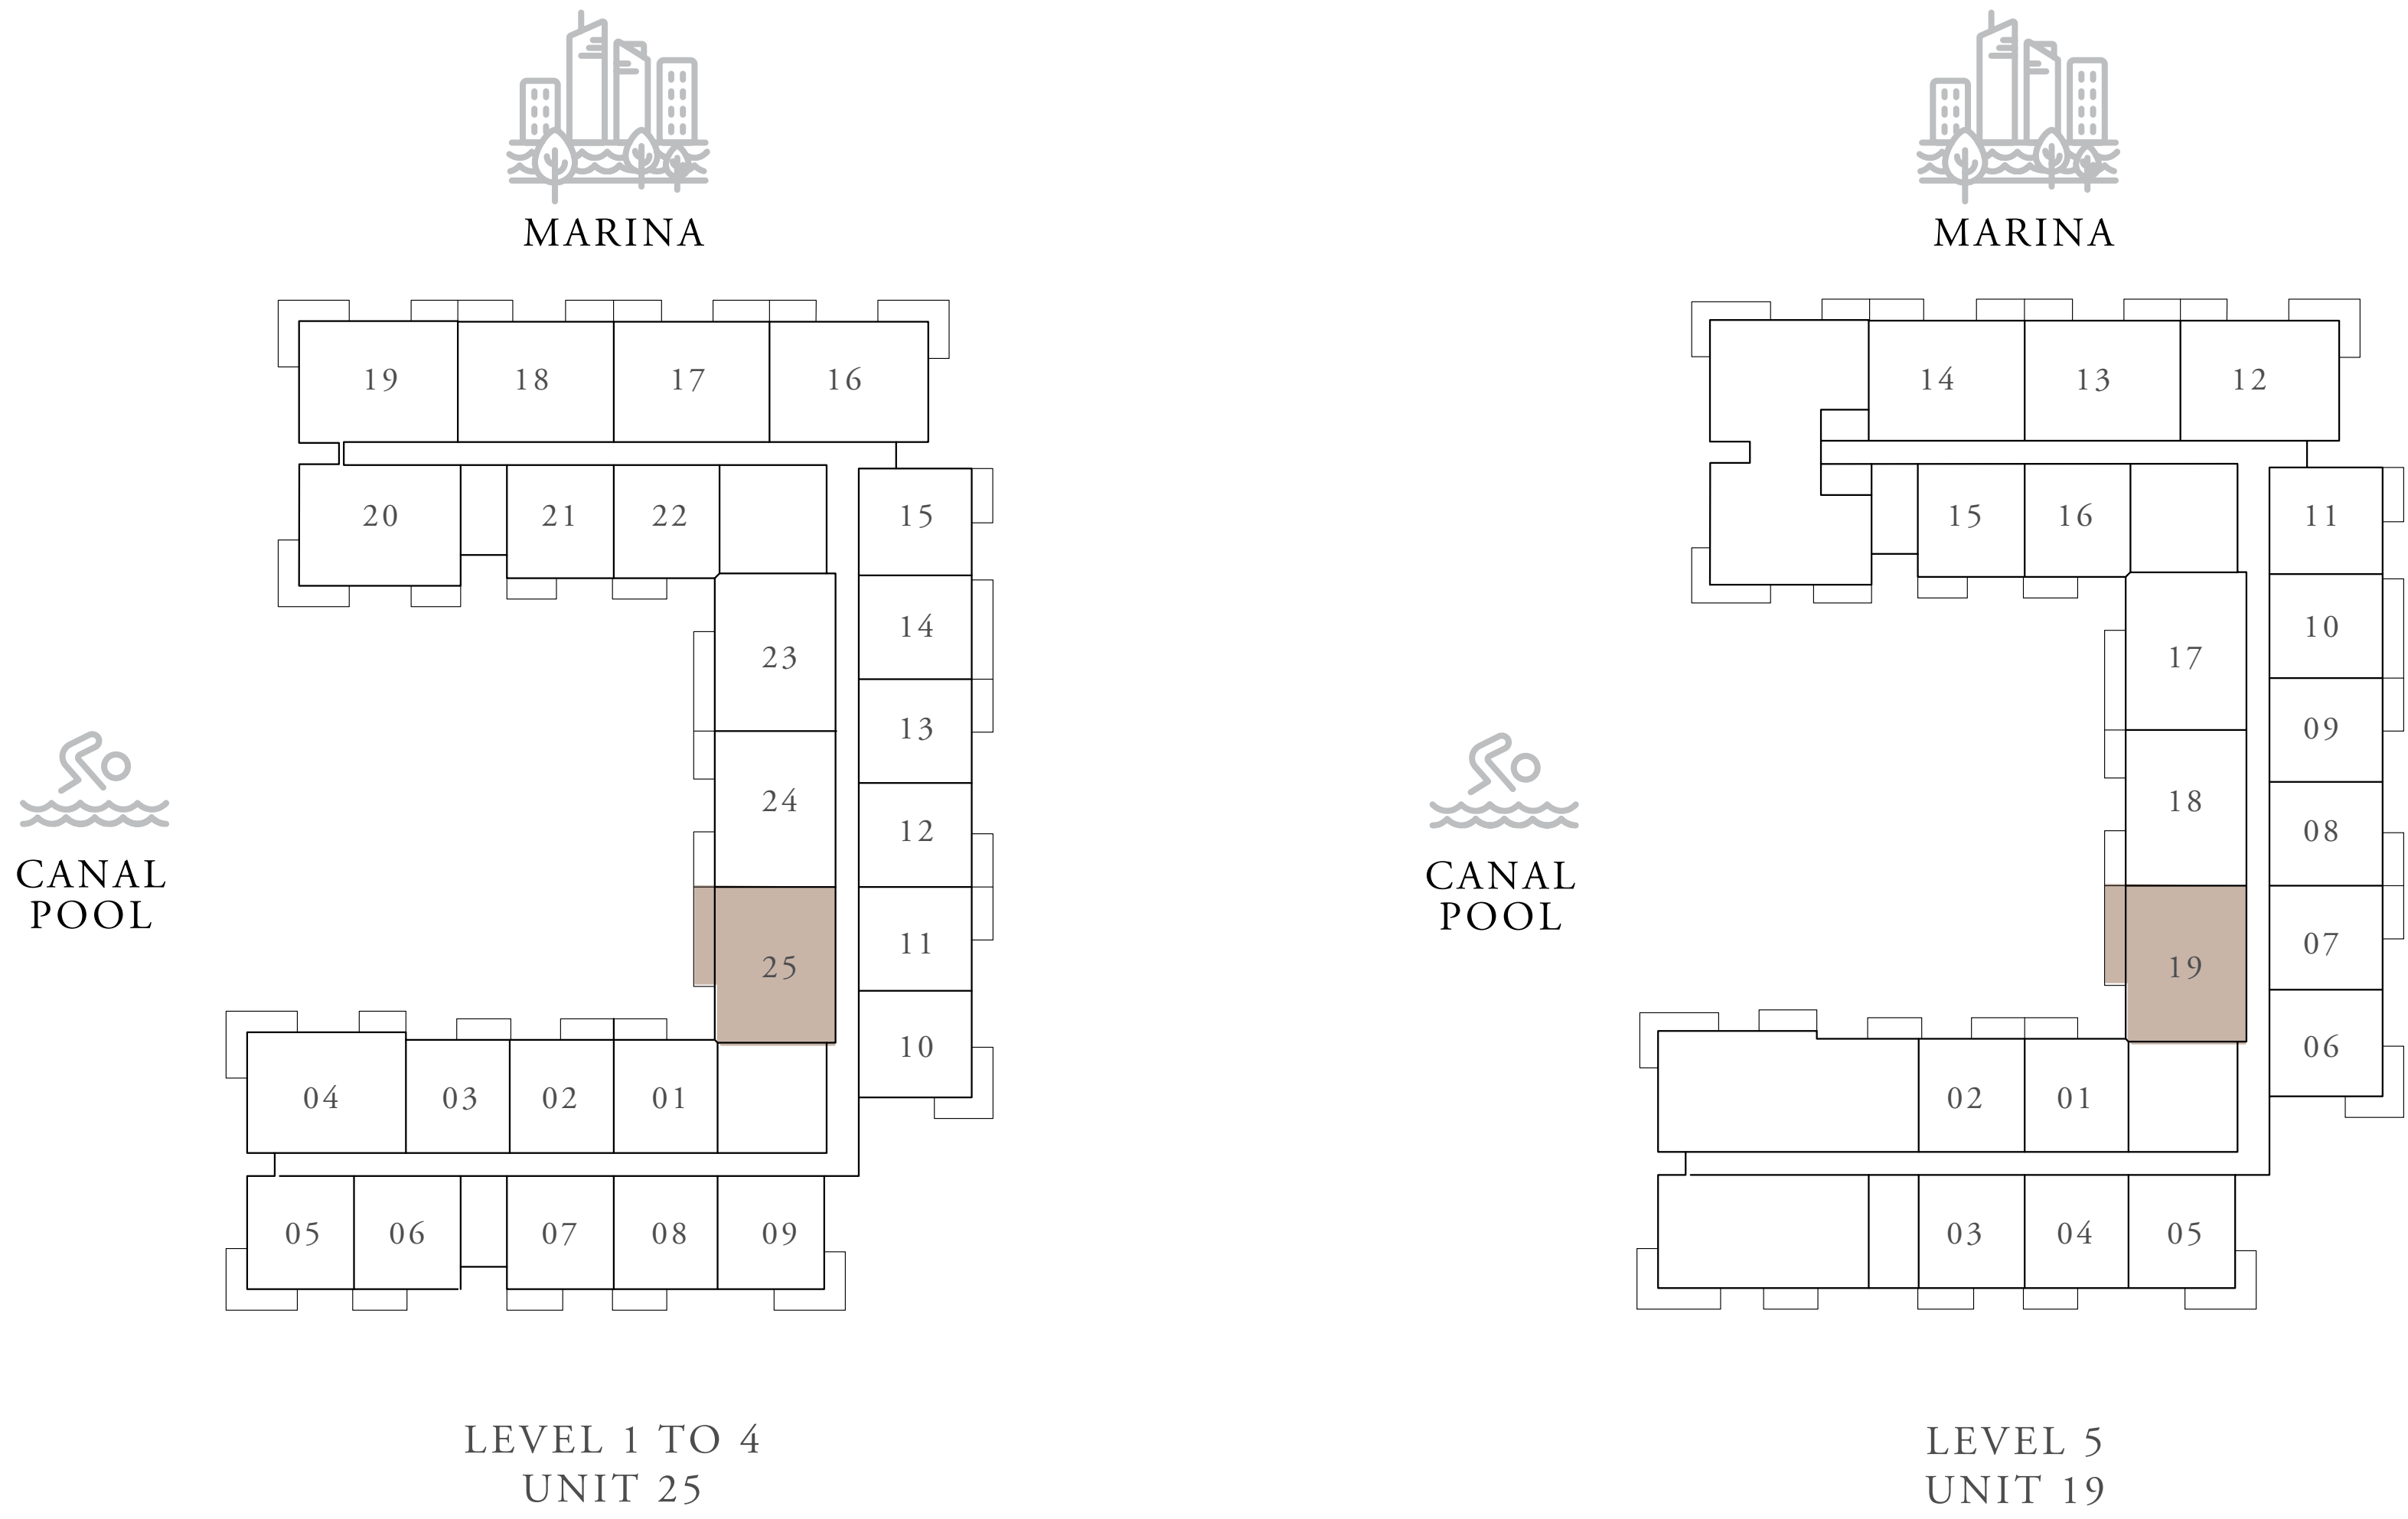 MARINA
19 18 17 16
20 21 22 15
14
23
13
24
12
CANAL
POOL
11
25
10
04 03 02 01
05 06 07 08 09
LEVEL 1 TO 4
UNIT 25
MARINA
14 13 12
15 16 11
10
17
09
18
08
CANAL
POOL
07
19
06
02 01
03 04 05
LEVEL 5
UNIT 19